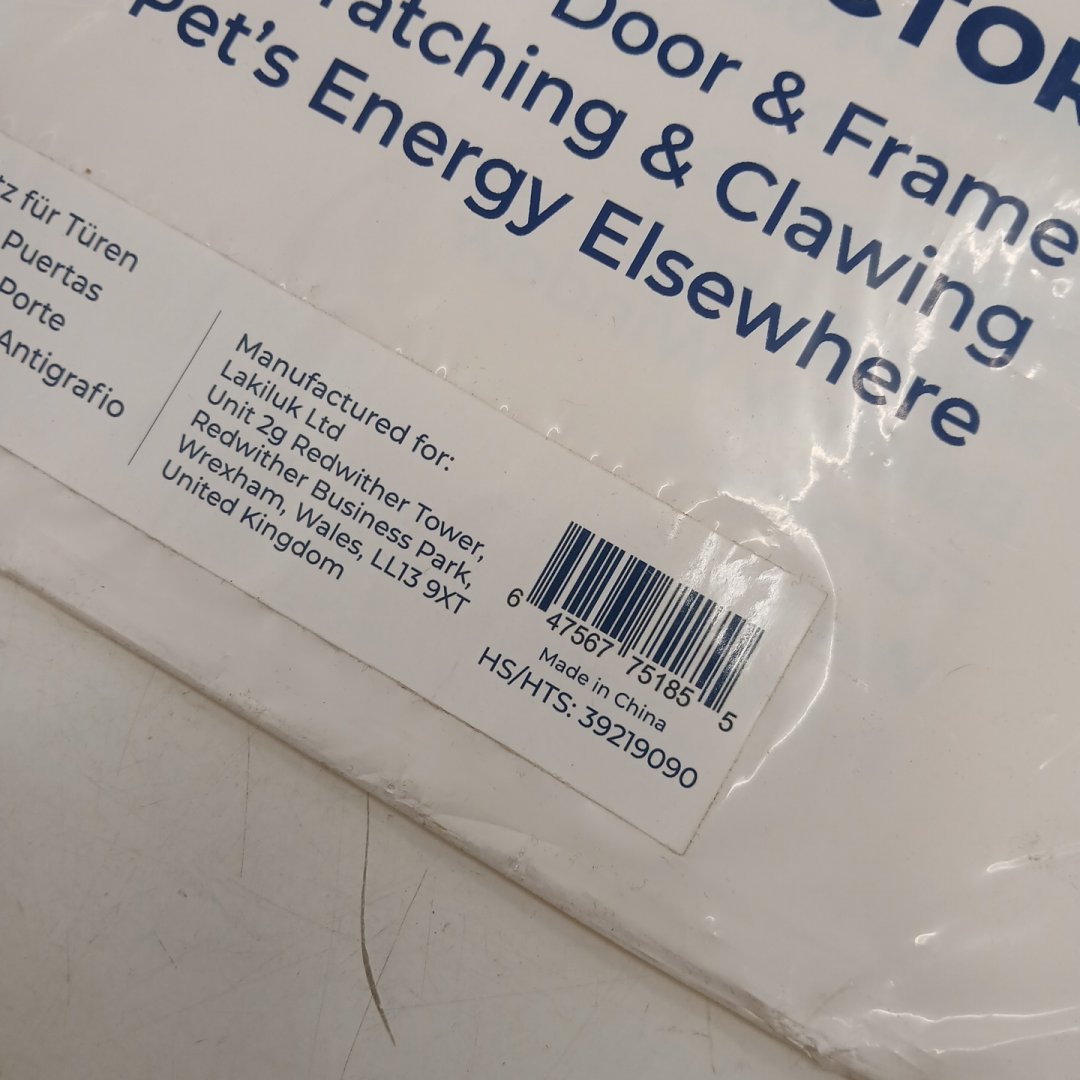 Door & Frame
Clawing
Pet's Energy Elsewhere
für Türen
Puertas
Porte
Antigrafio
Manufactured for:
Lakiluk Ltd
Unit 2g Redwither Tower,
Redwither Business Park,
Wrexham, Wales, LL13 9XT
United Kingdom
6 47567 75185 5
Made in China
HS/HTS: 39219090